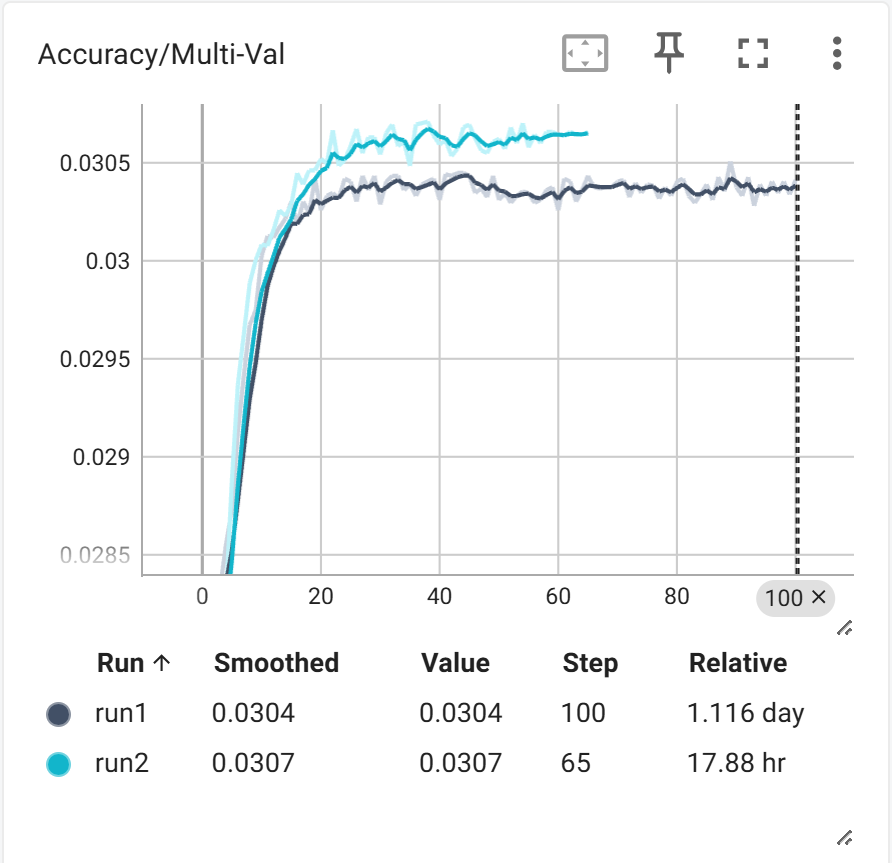 Accuracy/Multi-Val
0.0305
0.03
0.0295
0.029
0.0285
0 20 40 60 80 100 ✕
Run ↑ Smoothed Value Step Relative
run1 0.0304 0.0304 100 1.116 day
run2 0.0307 0.0307 65 17.88 hr